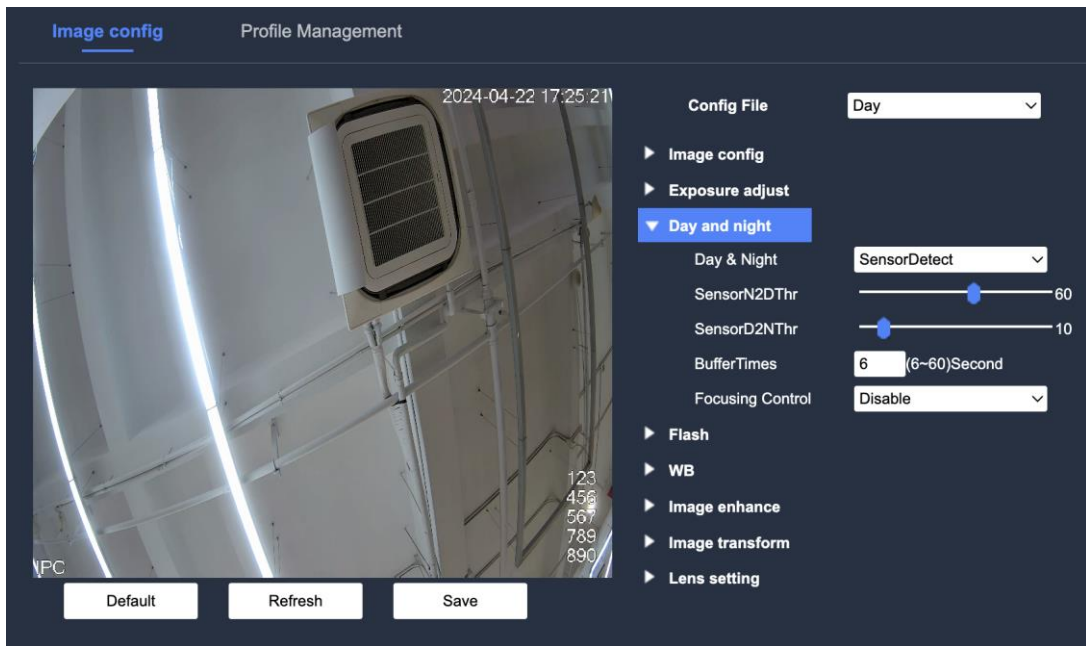 Image config Profile Management
2024-04-22 17:25:21
123
456
567
789
890
IPC
Default Refresh Save
Config File Day
Image config
Exposure adjust
Day and night
Day & Night SensorDetect
SensorN2DThr 60
SensorD2NThr 10
BufferTimes 6 (6~60)Second
Focusing Control Disable
Flash
WB
Image enhance
Image transform
Lens setting